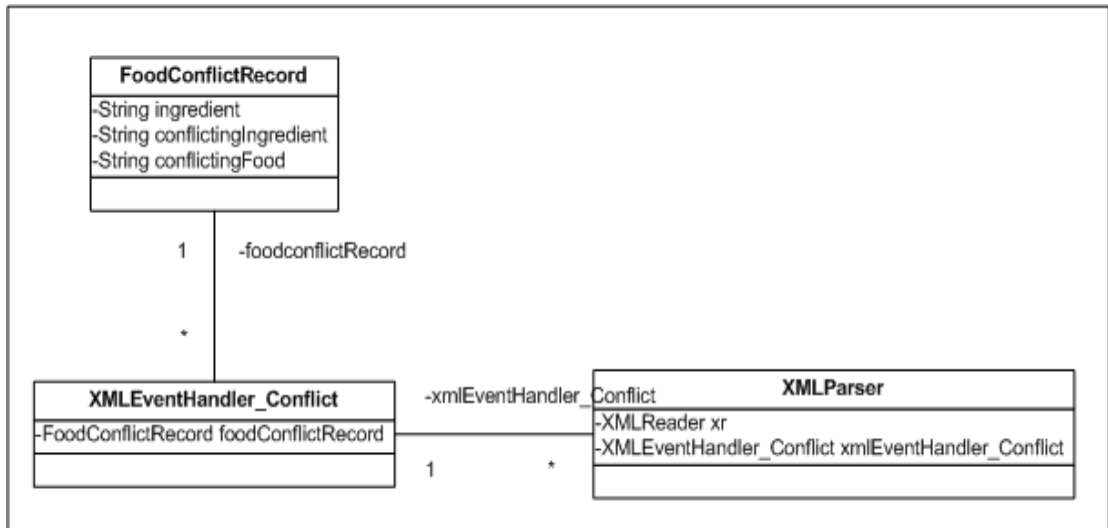 FoodConflictRecord
-String ingredient
-String conflictingIngredient
-String conflictingFood
1
-foodconflictRecord
*
XMLEventHandler_Conflict
-FoodConflictRecord foodConflictRecord
-xmlEventHandler_Conflict
1
*
XMLParser
-XMLReader xr
-XMLEventHandler_Conflict xmlEventHandler_Conflict